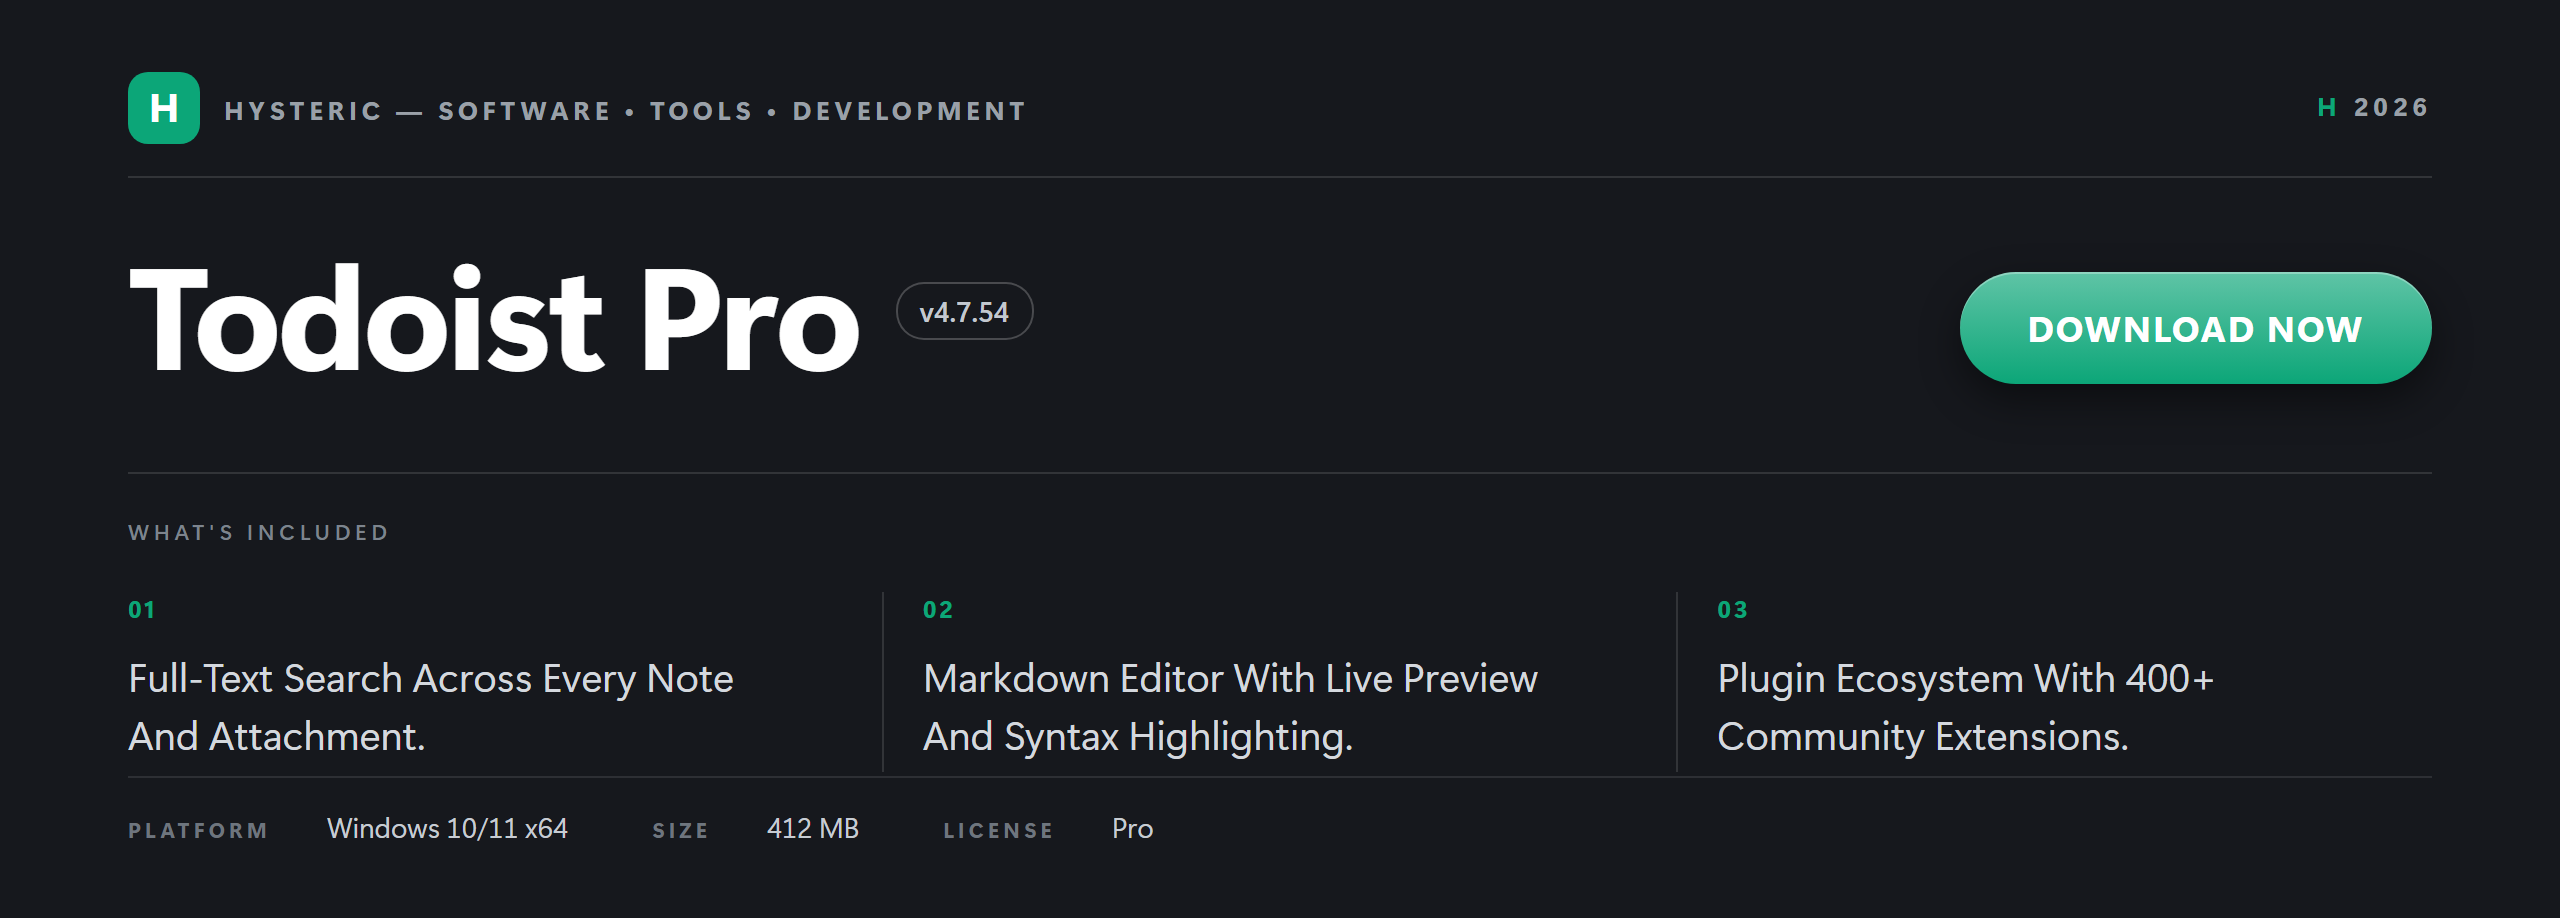 H HYSTERIC — SOFTWARE • TOOLS • DEVELOPMENT
H 2026
Todoist Pro v4.7.54
DOWNLOAD NOW
WHAT'S INCLUDED
01
Full-Text Search Across Every Note
And Attachment.
02
Markdown Editor With Live Preview
And Syntax Highlighting.
03
Plugin Ecosystem With 400+
Community Extensions.
PLATFORM Windows 10/11 x64 SIZE 412 MB LICENSE Pro